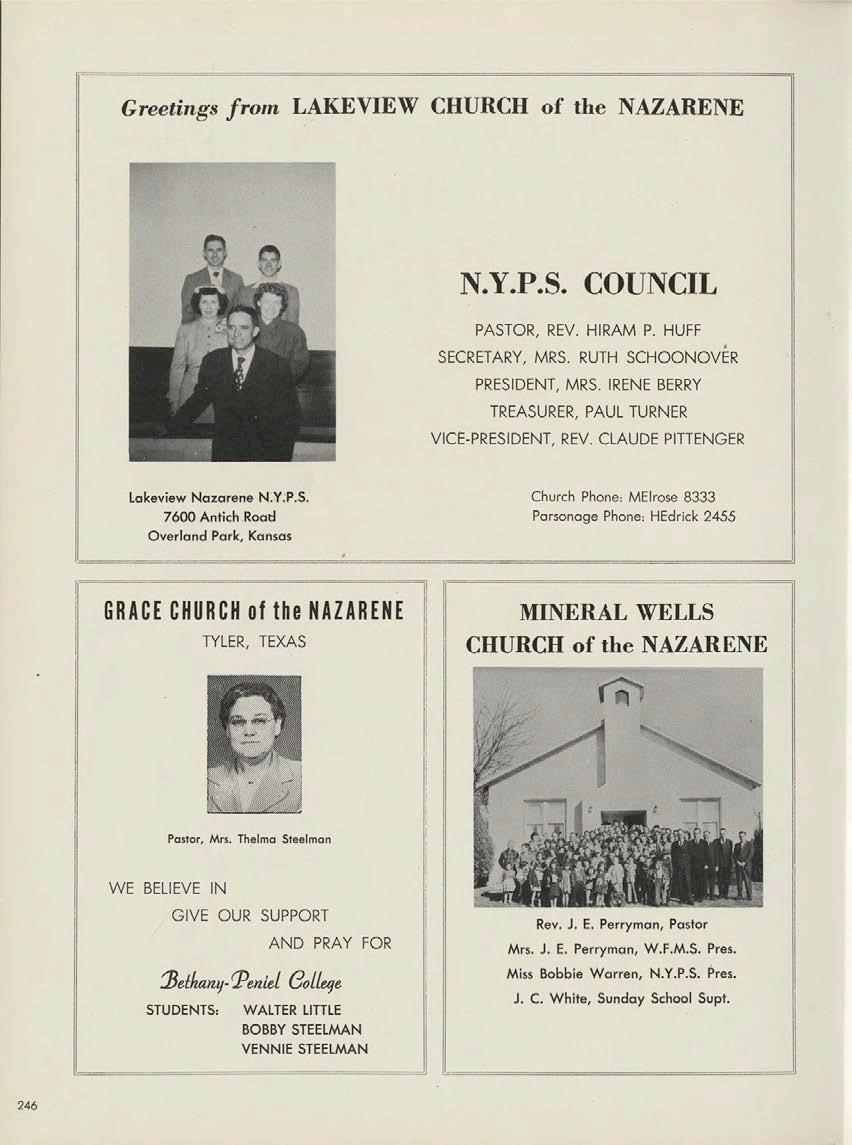 Greetings from LAKEVIEW CHURCH of the NAZARENE
N.Y.P.S. COUNCIL
PASTOR, REV. HIRAM P. HUFF
SECRETARY, MRS. RUTH SCHOONOVER
PRESIDENT, MRS. IRENE BERRY
TREASURER, PAUL TURNER
VICE-PRESIDENT, REV. CLAUDE PITTENGER
Lakeview Nazarene N.Y.P.S.
7600 Antich Road
Overland Park, Kansas
Church Phone: MElrose 8333
Parsonage Phone: HEdrick 2455
GRACE CHURCH of the NAZARENE
TYLER, TEXAS
Pastor, Mrs. Thelma Steelman
WE BELIEVE IN
GIVE OUR SUPPORT
AND PRAY FOR
Bethany-Peniel College
STUDENTS: WALTER LITTLE
BOBBY STEELMAN
VENNIE STEELMAN
MINERAL WELLS
CHURCH of the NAZARENE
Rev. J. E. Perryman, Pastor
Mrs. J. E. Perryman, W.F.M.S. Pres.
Miss Bobbie Warren, N.Y.P.S. Pres.
J. C. White, Sunday School Supt.
246